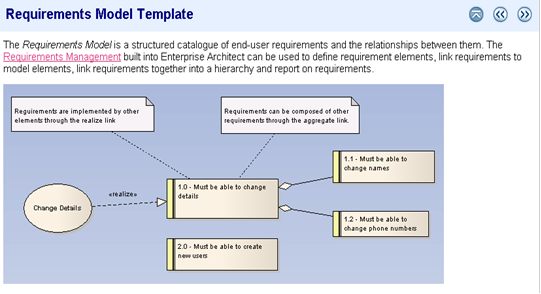 Requirements Model Template
The Requirements Model is a structured catalogue of end-user requirements and the relationships between them. The
Requirements Management built into Enterprise Architect can be used to define requirement elements, link requirements to
model elements, link requirements together into a hierarchy and report on requirements.
Requirements are implemented by other
elements through the realize link
Requirements can be composed of other
requirements through the aggregate link.
1.1 - Must be able to
change names
1.0 - Must be able to change
details
«realize»
Change Details
1.2 - Must be able to
change phone numbers
2.0 - Must be able to create
new users